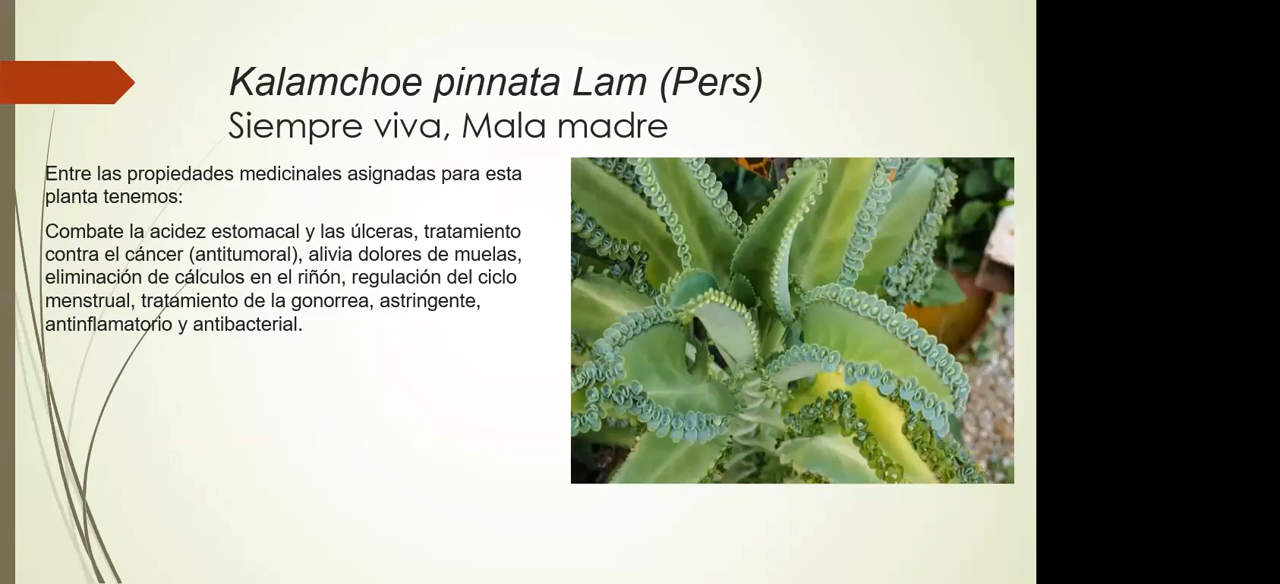 Kalamchoe pinnata Lam (Pers)
Siempre viva, Mala madre
Entre las propiedades medicinales asignadas para esta
planta tenemos:
Combate la acidez estomacal y las úlceras, tratamiento
contra el cáncer (antitumoral), alivia dolores de muelas,
eliminación de cálculos en el riñón, regulación del ciclo
menstrual, tratamiento de la gonorrea, astringente,
antinflamatorio y antibacterial.